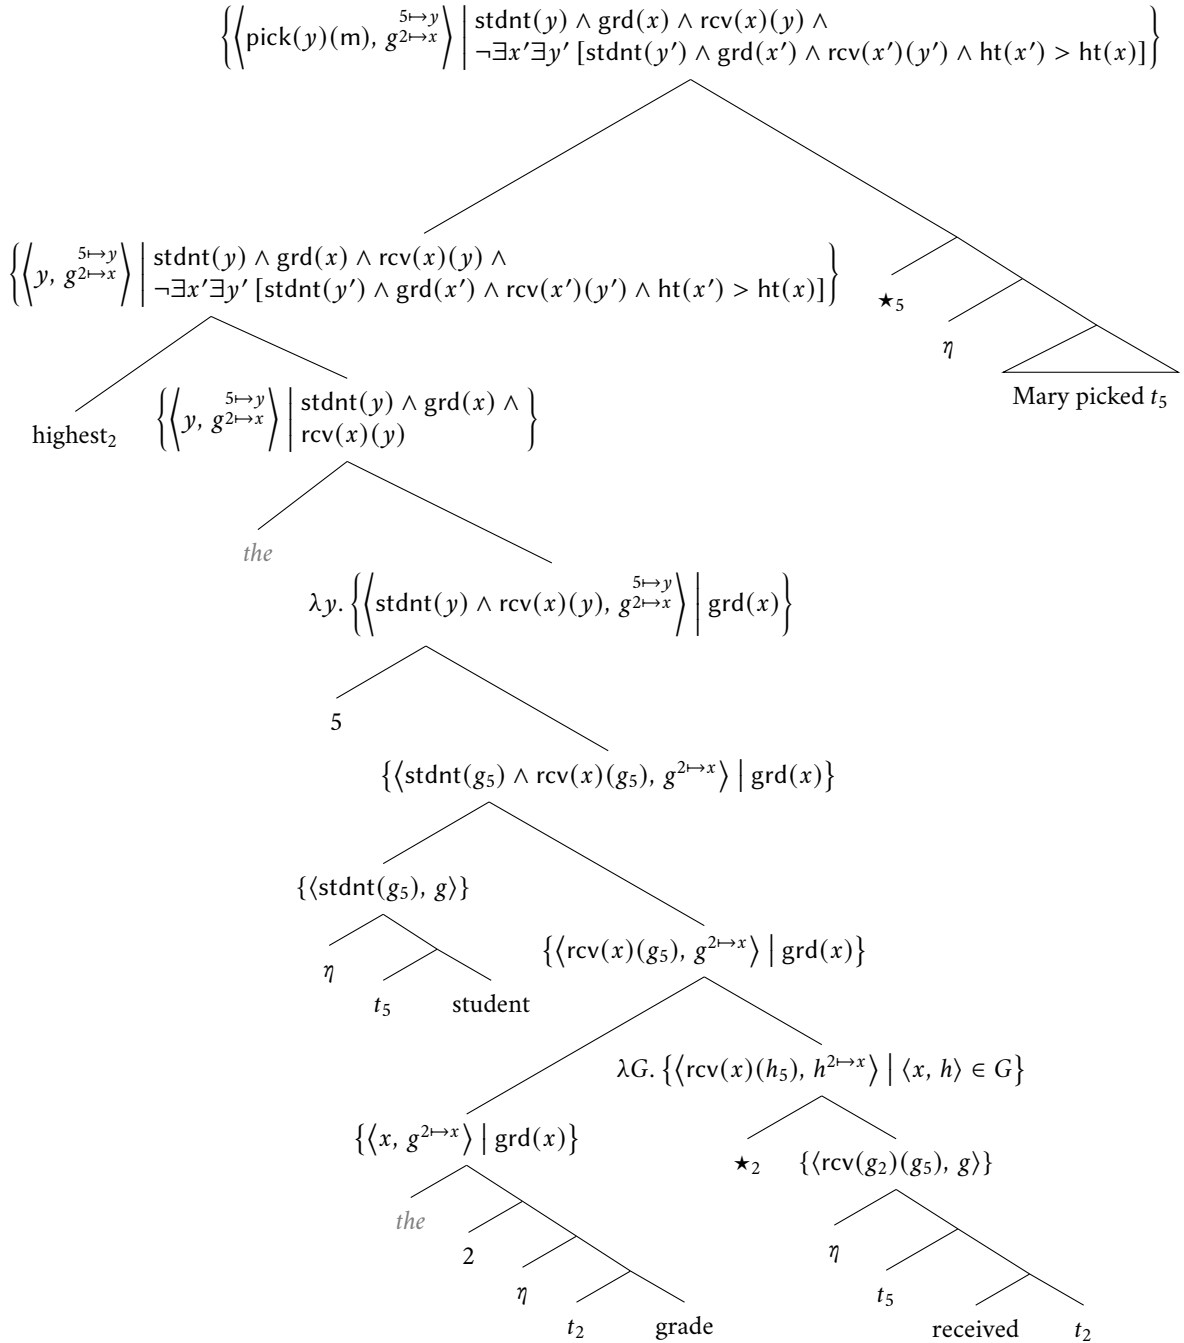 {⟨pick(y)(m), g^{5↦y 2↦x}⟩ | stdnt(y) ∧ grd(x) ∧ rcv(x)(y) ∧
¬∃x′∃y′ [stdnt(y′) ∧ grd(x′) ∧ rcv(x′)(y′) ∧ ht(x′) > ht(x)]}
{⟨y, g^{5↦y 2↦x}⟩ | stdnt(y) ∧ grd(x) ∧ rcv(x)(y) ∧
¬∃x′∃y′ [stdnt(y′) ∧ grd(x′) ∧ rcv(x′)(y′) ∧ ht(x′) > ht(x)]}
★₅
η
Mary picked t₅
highest₂
{⟨y, g^{5↦y 2↦x}⟩ | stdnt(y) ∧ grd(x) ∧
rcv(x)(y)}
the
λy. {⟨stdnt(y) ∧ rcv(x)(y), g^{5↦y 2↦x}⟩ | grd(x)}
5
{⟨stdnt(g₅) ∧ rcv(x)(g₅), g^{2↦x}⟩ | grd(x)}
{⟨stdnt(g₅), g⟩}
η
t₅
student
{⟨rcv(x)(g₅), g^{2↦x}⟩ | grd(x)}
λG. {⟨rcv(x)(h₅), h^{2↦x}⟩ | ⟨x, h⟩ ∈ G}
{⟨x, g^{2↦x}⟩ | grd(x)}
the
2
η
t₂
grade
★₂
{⟨rcv(g₂)(g₅), g⟩}
η
t₅
received
t₂